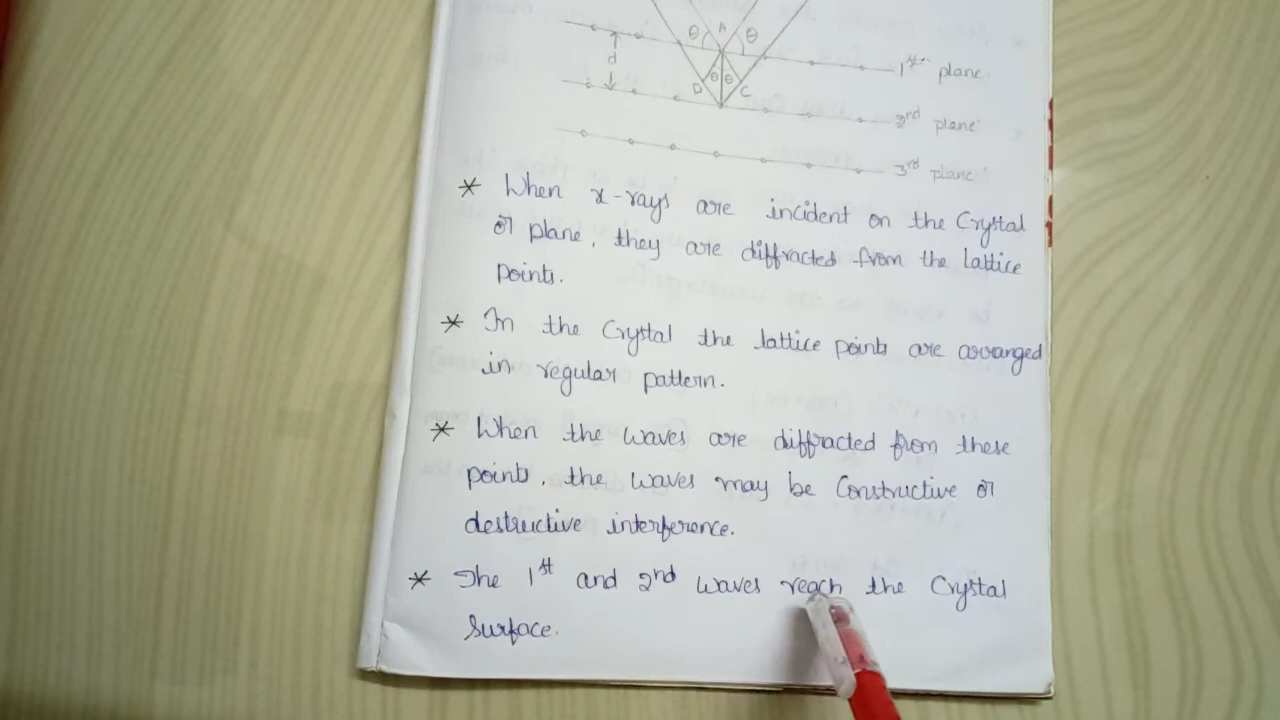 θ A θ
d
1st plane
θ θ
D C
2nd plane
3rd plane
* When x-rays are incident on the Crystal
or plane, they are diffracted from the lattice
points.
* In the Crystal the lattice points are arranged
in regular pattern.
* When the waves are diffracted from these
points, the waves may be Constructive or
destructive interference.
* The 1st and 2nd waves reach the Crystal
Surface.